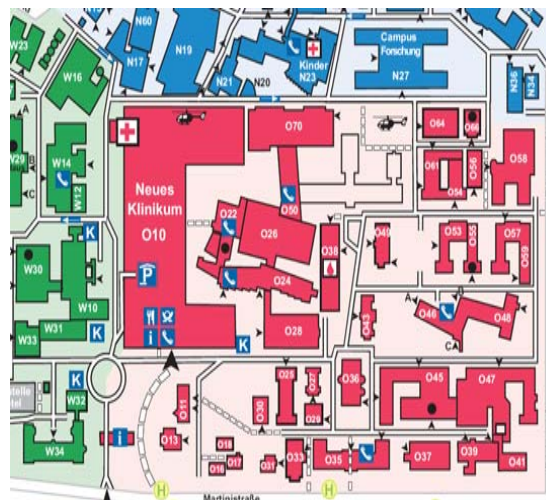 N60
W23
N17
N19
Kinder
N23
N21
N20
Campus
Forschung
N27
N36
N34
W16
A
W29
B
C
W14
W12
K
W30
W10
W31
K
W33
K
W32
W34
Neues
Klinikum
O10
P
i
K
O70
O50
O22
O26
O24
O38
O28
O64
O61
O56
O54
O58
O49
O53
O55
O57
O59
O43
A
O46
O48
C
O25
O27
O29
O30
O36
O45
O47
O11
O13
i
O18
O17
O16
O31
O33
O35
O37
O39
O41
H
Martinistraße
H